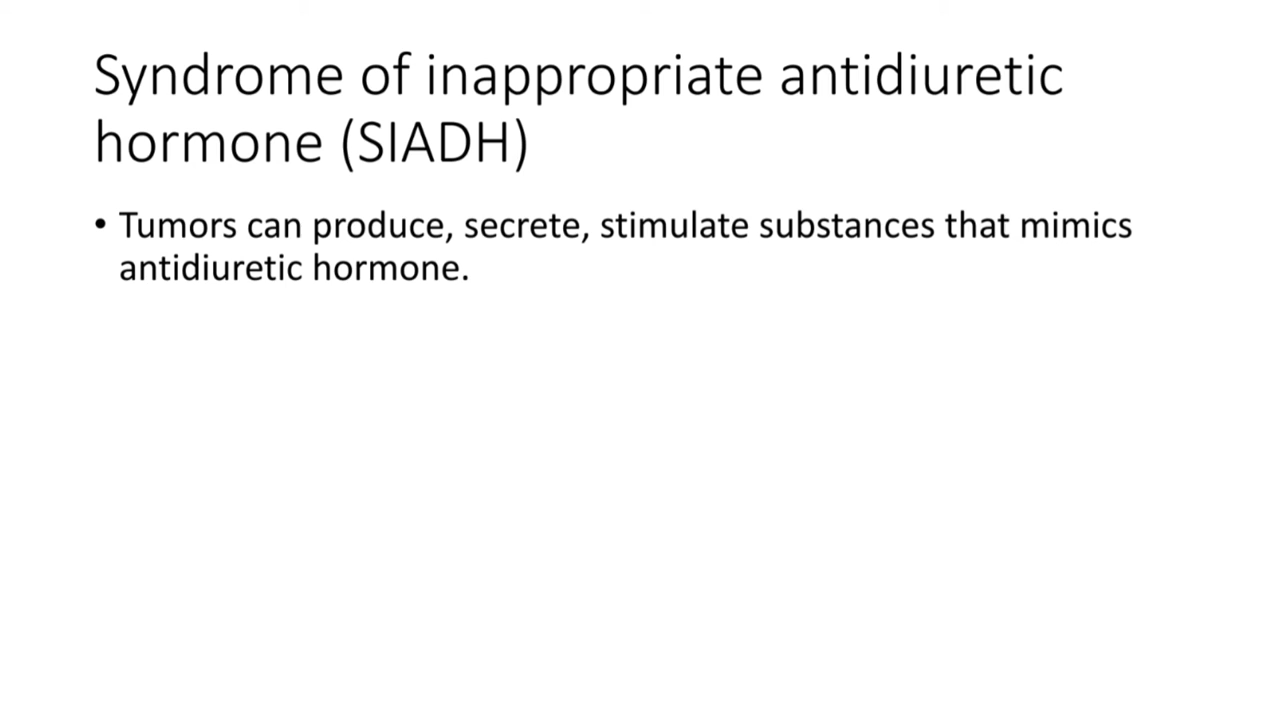 Syndrome of inappropriate antidiuretic
hormone (SIADH)
• Tumors can produce, secrete, stimulate substances that mimics
antidiuretic hormone.